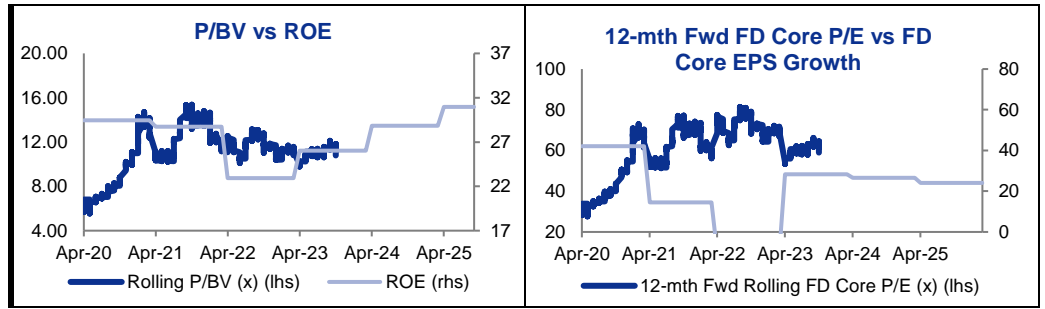 P/BV vs ROE
20.00
16.00
12.00
8.00
4.00
37
32
27
22
17
Apr-20 Apr-21 Apr-22 Apr-23 Apr-24 Apr-25
Rolling P/BV (x) (lhs) ROE (rhs)
12-mth Fwd FD Core P/E vs FD
Core EPS Growth
100
80
60
40
20
80
60
40
20
0
Apr-20 Apr-21 Apr-22 Apr-23 Apr-24 Apr-25
12-mth Fwd Rolling FD Core P/E (x) (lhs)